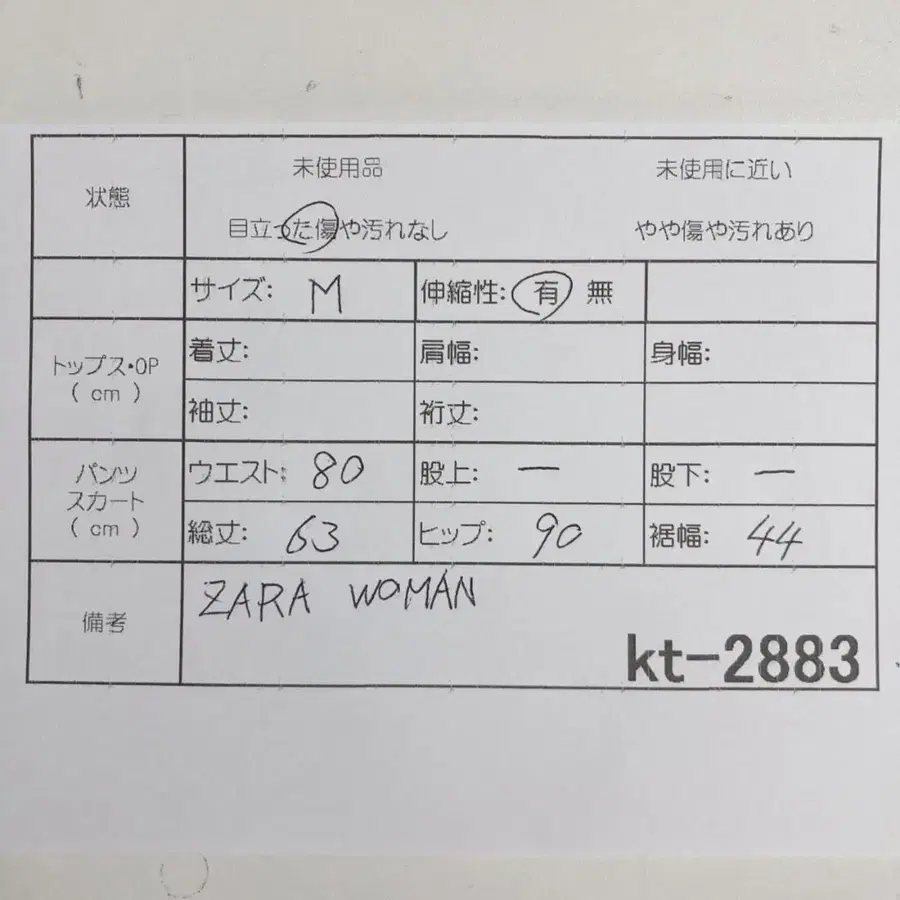 状態
未使用品 未使用に近い
目立った傷や汚れなし やや傷や汚れあり
サイズ: M 伸縮性: 有 無
トップス・OP
( cm )
着丈: 肩幅: 身幅:
袖丈: 裄丈:
パンツ
スカート
( cm )
ウエスト: 80 股上: ー 股下: ー
総丈: 63 ヒップ: 90 裾幅: 44
備考
ZARA WOMAN
kt-2883